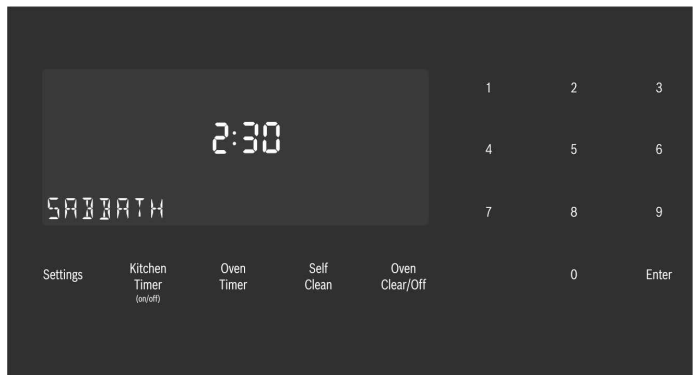 2:30
SABBATH
Settings
Kitchen
Timer
(on/off)
Oven
Timer
Self
Clean
Oven
Clear/Off
1 2 3
4 5 6
7 8 9
0 Enter